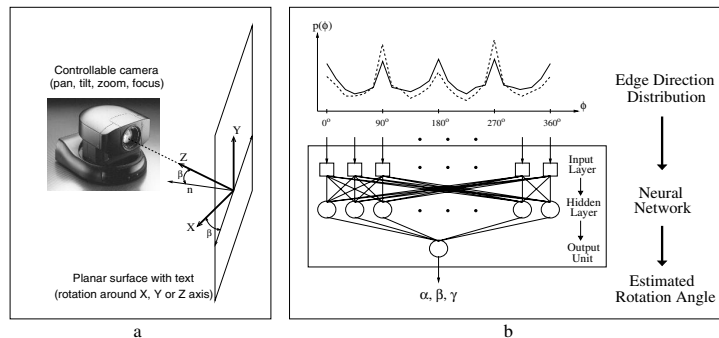 Controllable camera
(pan, tilt, zoom, focus)
Y
Z
β
n
X
β
Planar surface with text
(rotation around X, Y or Z axis)
a
p(ϕ)
ϕ
0° 90° 180° 270° 360°
Input
Layer
Hidden
Layer
Output
Unit
α, β, γ
Edge Direction
Distribution
Neural
Network
Estimated
Rotation Angle
b